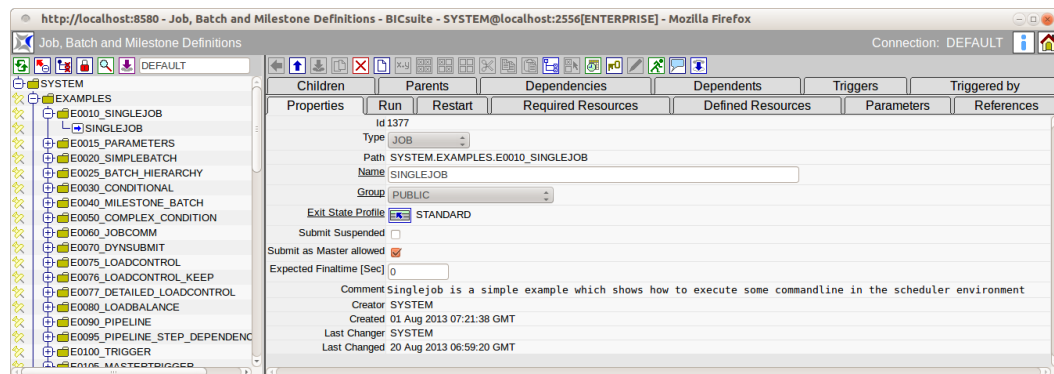 http://localhost:8580 - Job, Batch and Milestone Definitions - BICsuite - SYSTEM@localhost:2556[ENTERPRISE] - Mozilla Firefox
Job, Batch and Milestone Definitions
Connection: DEFAULT
DEFAULT
SYSTEM
EXAMPLES
E0010_SINGLEJOB
SINGLEJOB
E0015_PARAMETERS
E0020_SIMPLEBATCH
E0025_BATCH_HIERARCHY
E0030_CONDITIONAL
E0040_MILESTONE_BATCH
E0050_COMPLEX_CONDITION
E0060_JOBCOMM
E0070_DYNSUBMIT
E0075_LOADCONTROL
E0076_LOADCONTROL_KEEP
E0077_DETAILED_LOADCONTROL
E0080_LOADBALANCE
E0090_PIPELINE
E0095_PIPELINE_STEP_DEPENDENC
E0100_TRIGGER
E0105_MASTERTRIGGER
Children Parents Dependencies Dependents Triggers Triggered by
Properties Run Restart Required Resources Defined Resources Parameters References
Id 1377
Type JOB
Path SYSTEM.EXAMPLES.E0010_SINGLEJOB
Name SINGLEJOB
Group PUBLIC
Exit State Profile STANDARD
Submit Suspended
Submit as Master allowed
Expected Finaltime [Sec] 0
Comment Singlejob is a simple example which shows how to execute some commandline in the scheduler environment
Creator SYSTEM
Created 01 Aug 2013 07:21:38 GMT
Last Changer SYSTEM
Last Changed 20 Aug 2013 06:59:20 GMT